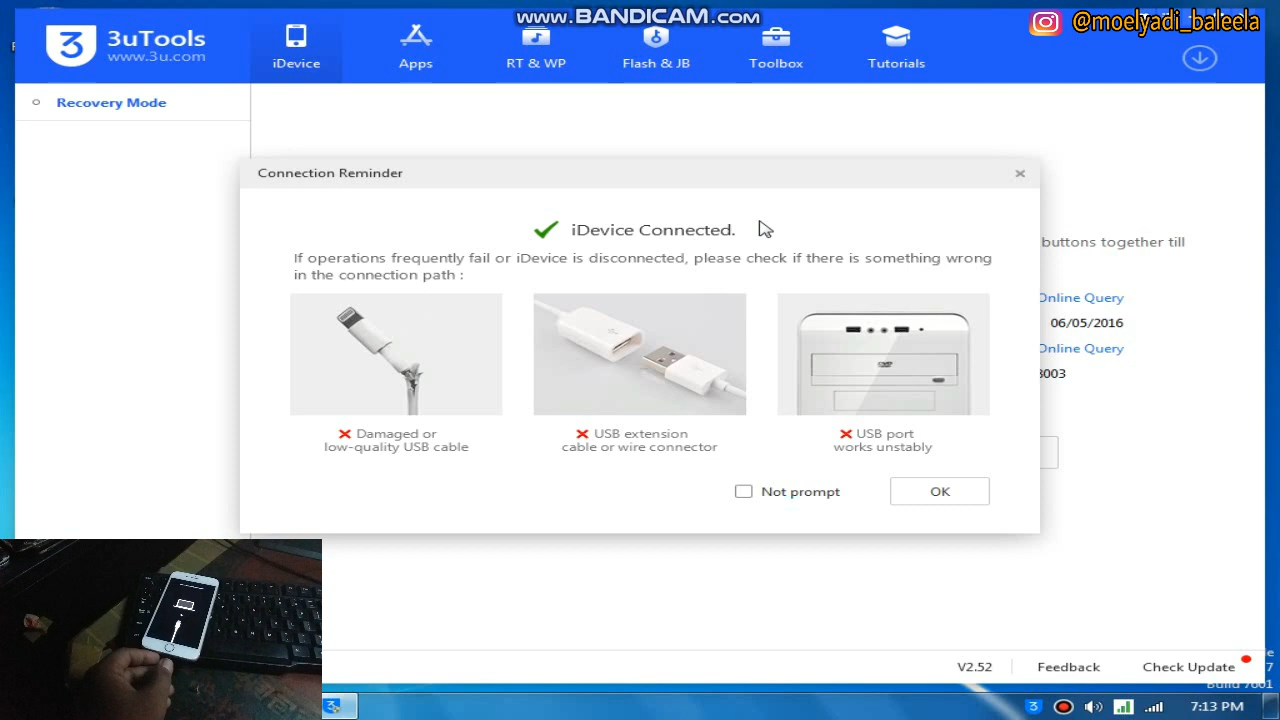 www.BANDICAM.com
@moelyadi_baleela
3uTools
www.3u.com
iDevice
Apps
RT & WP
Flash & JB
Toolbox
Tutorials
Recovery Mode
Connection Reminder
iDevice Connected.
buttons together till
If operations frequently fail or iDevice is disconnected, please check if there is something wrong
in the connection path :
Online Query
06/05/2016
Online Query
8003
Damaged or
low-quality USB cable
USB extension
cable or wire connector
USB port
works unstably
Not prompt
OK
V2.52
Feedback
Check Update
7
Build 7601
7:13 PM